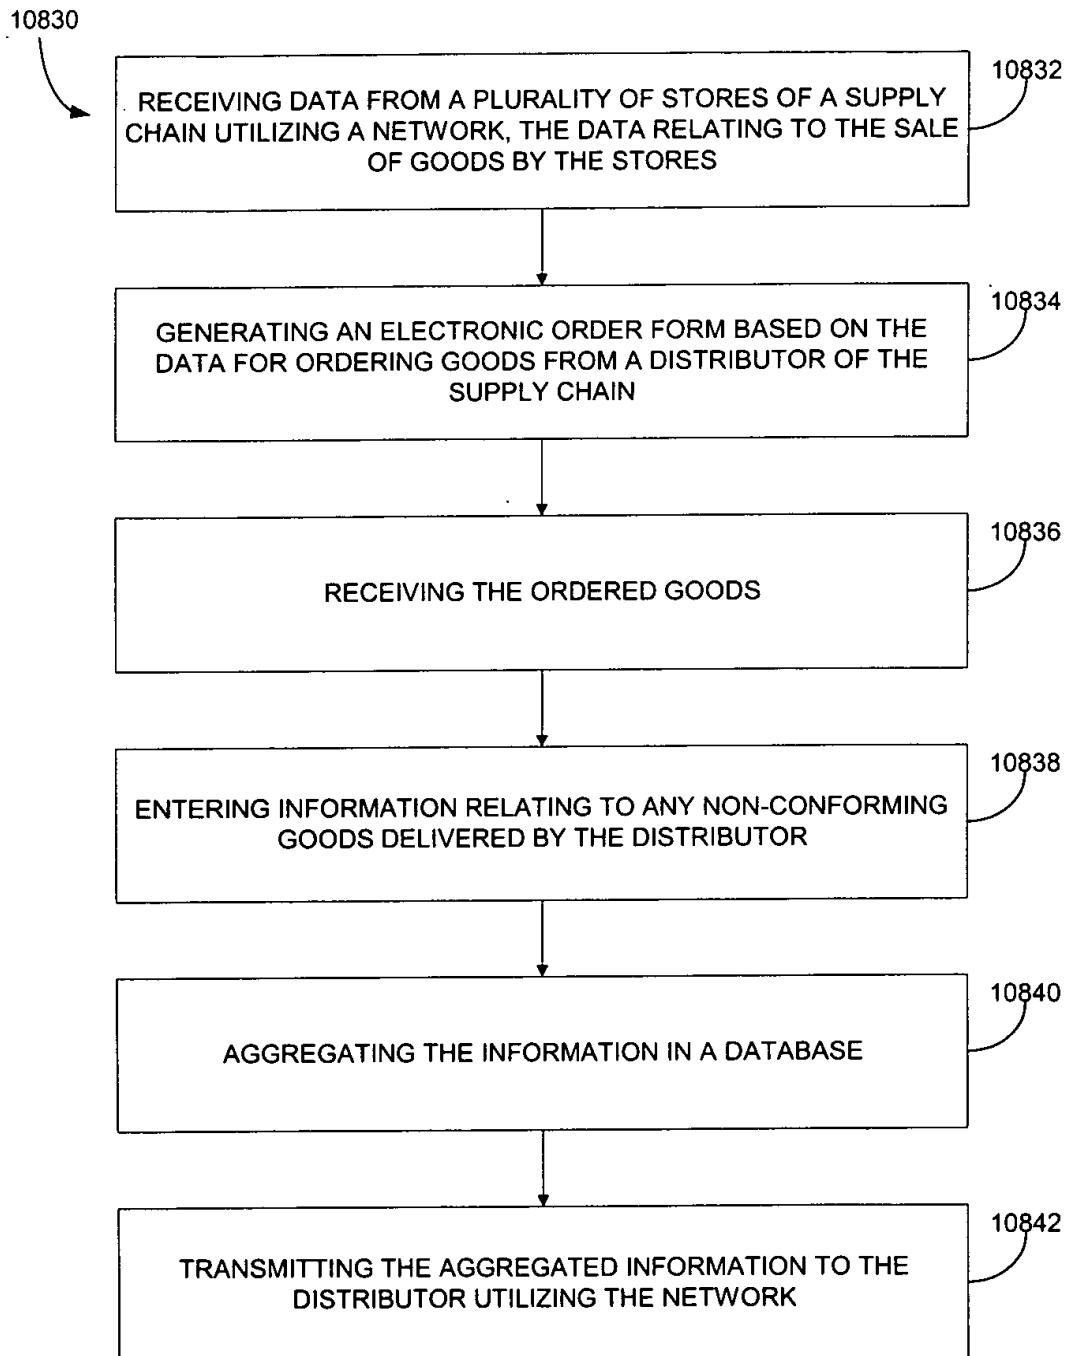 10830
10832
RECEIVING DATA FROM A PLURALITY OF STORES OF A SUPPLY
CHAIN UTILIZING A NETWORK, THE DATA RELATING TO THE SALE
OF GOODS BY THE STORES
10834
GENERATING AN ELECTRONIC ORDER FORM BASED ON THE
DATA FOR ORDERING GOODS FROM A DISTRIBUTOR OF THE
SUPPLY CHAIN
10836
RECEIVING THE ORDERED GOODS
10838
ENTERING INFORMATION RELATING TO ANY NON-CONFORMING
GOODS DELIVERED BY THE DISTRIBUTOR
10840
AGGREGATING THE INFORMATION IN A DATABASE
10842
TRANSMITTING THE AGGREGATED INFORMATION TO THE
DISTRIBUTOR UTILIZING THE NETWORK